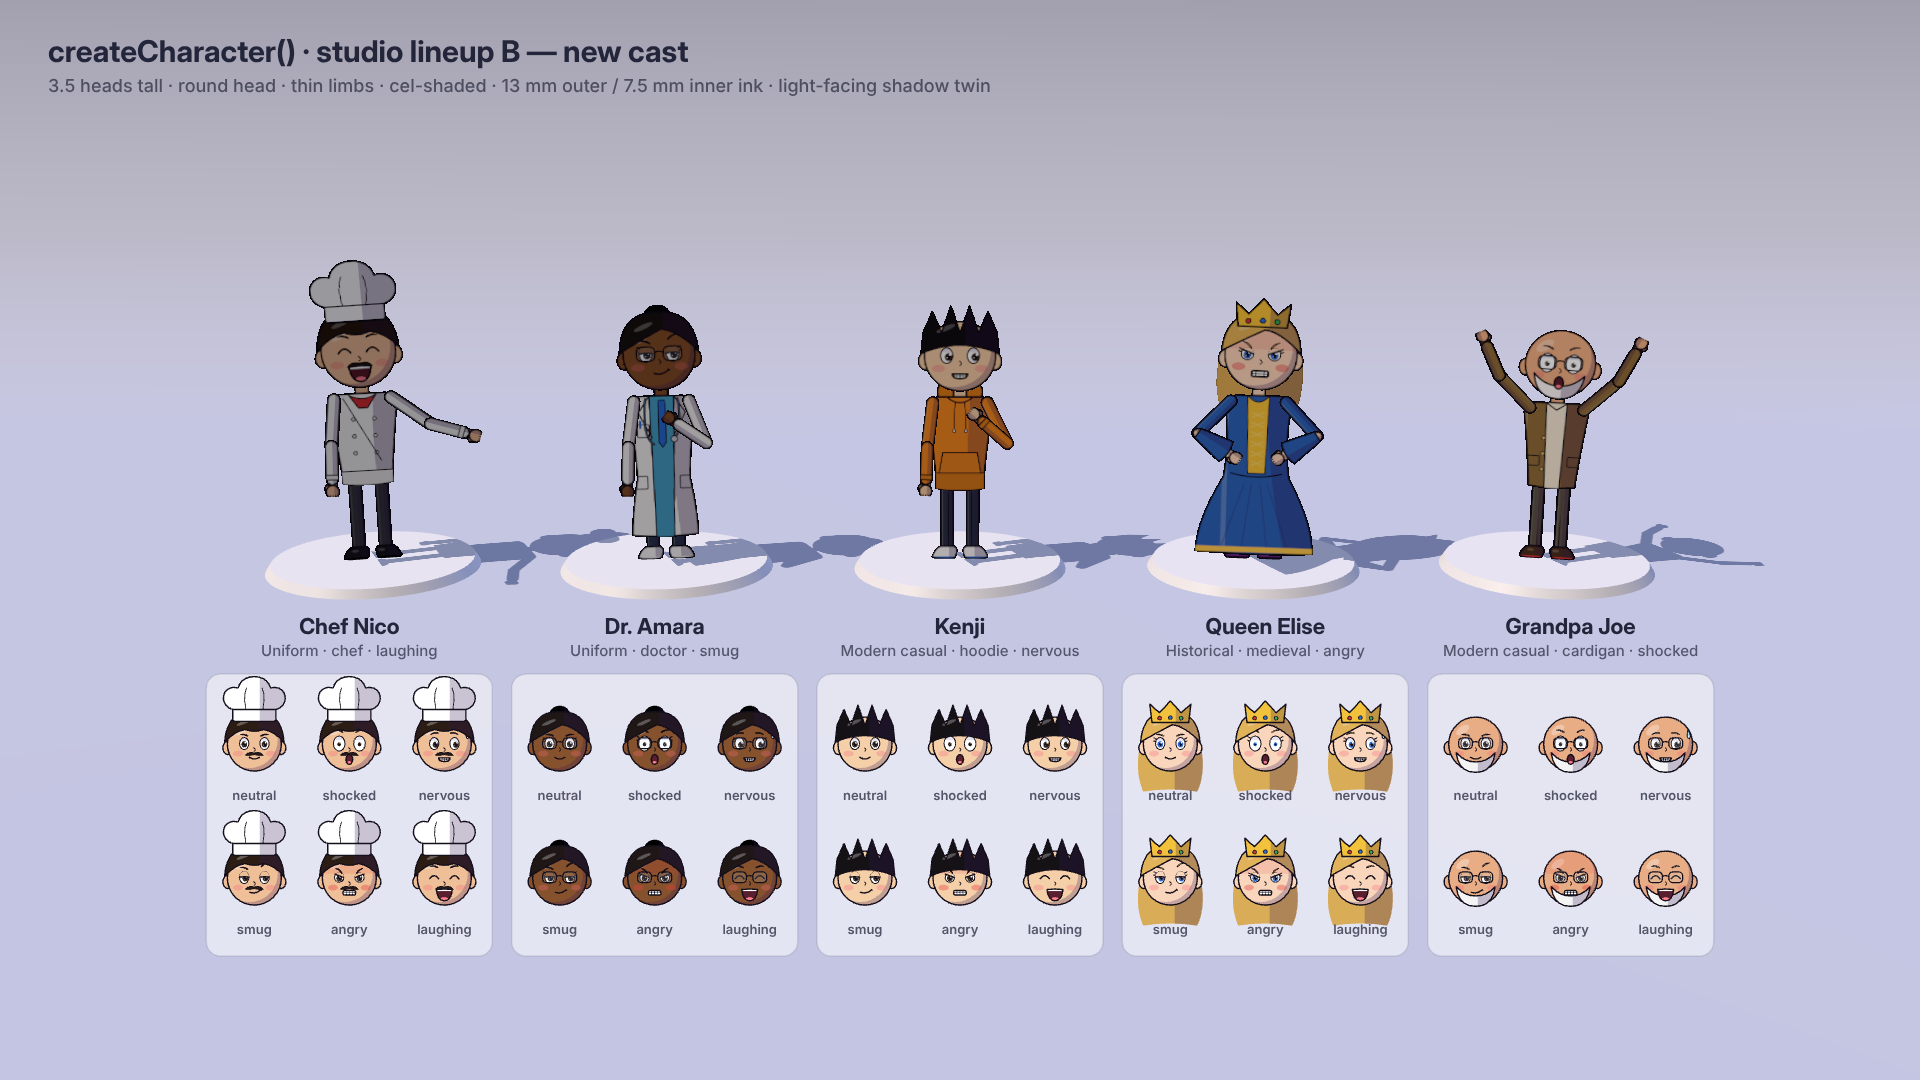 createCharacter() · studio lineup B — new cast
3.5 heads tall · round head · thin limbs · cel-shaded · 13 mm outer / 7.5 mm inner ink · light-facing shadow twin
Chef Nico
Uniform · chef · laughing
neutral shocked nervous
smug angry laughing
Dr. Amara
Uniform · doctor · smug
neutral shocked nervous
smug angry laughing
Kenji
Modern casual · hoodie · nervous
neutral shocked nervous
smug angry laughing
Queen Elise
Historical · medieval · angry
neutral shocked nervous
smug angry laughing
Grandpa Joe
Modern casual · cardigan · shocked
neutral shocked nervous
smug angry laughing